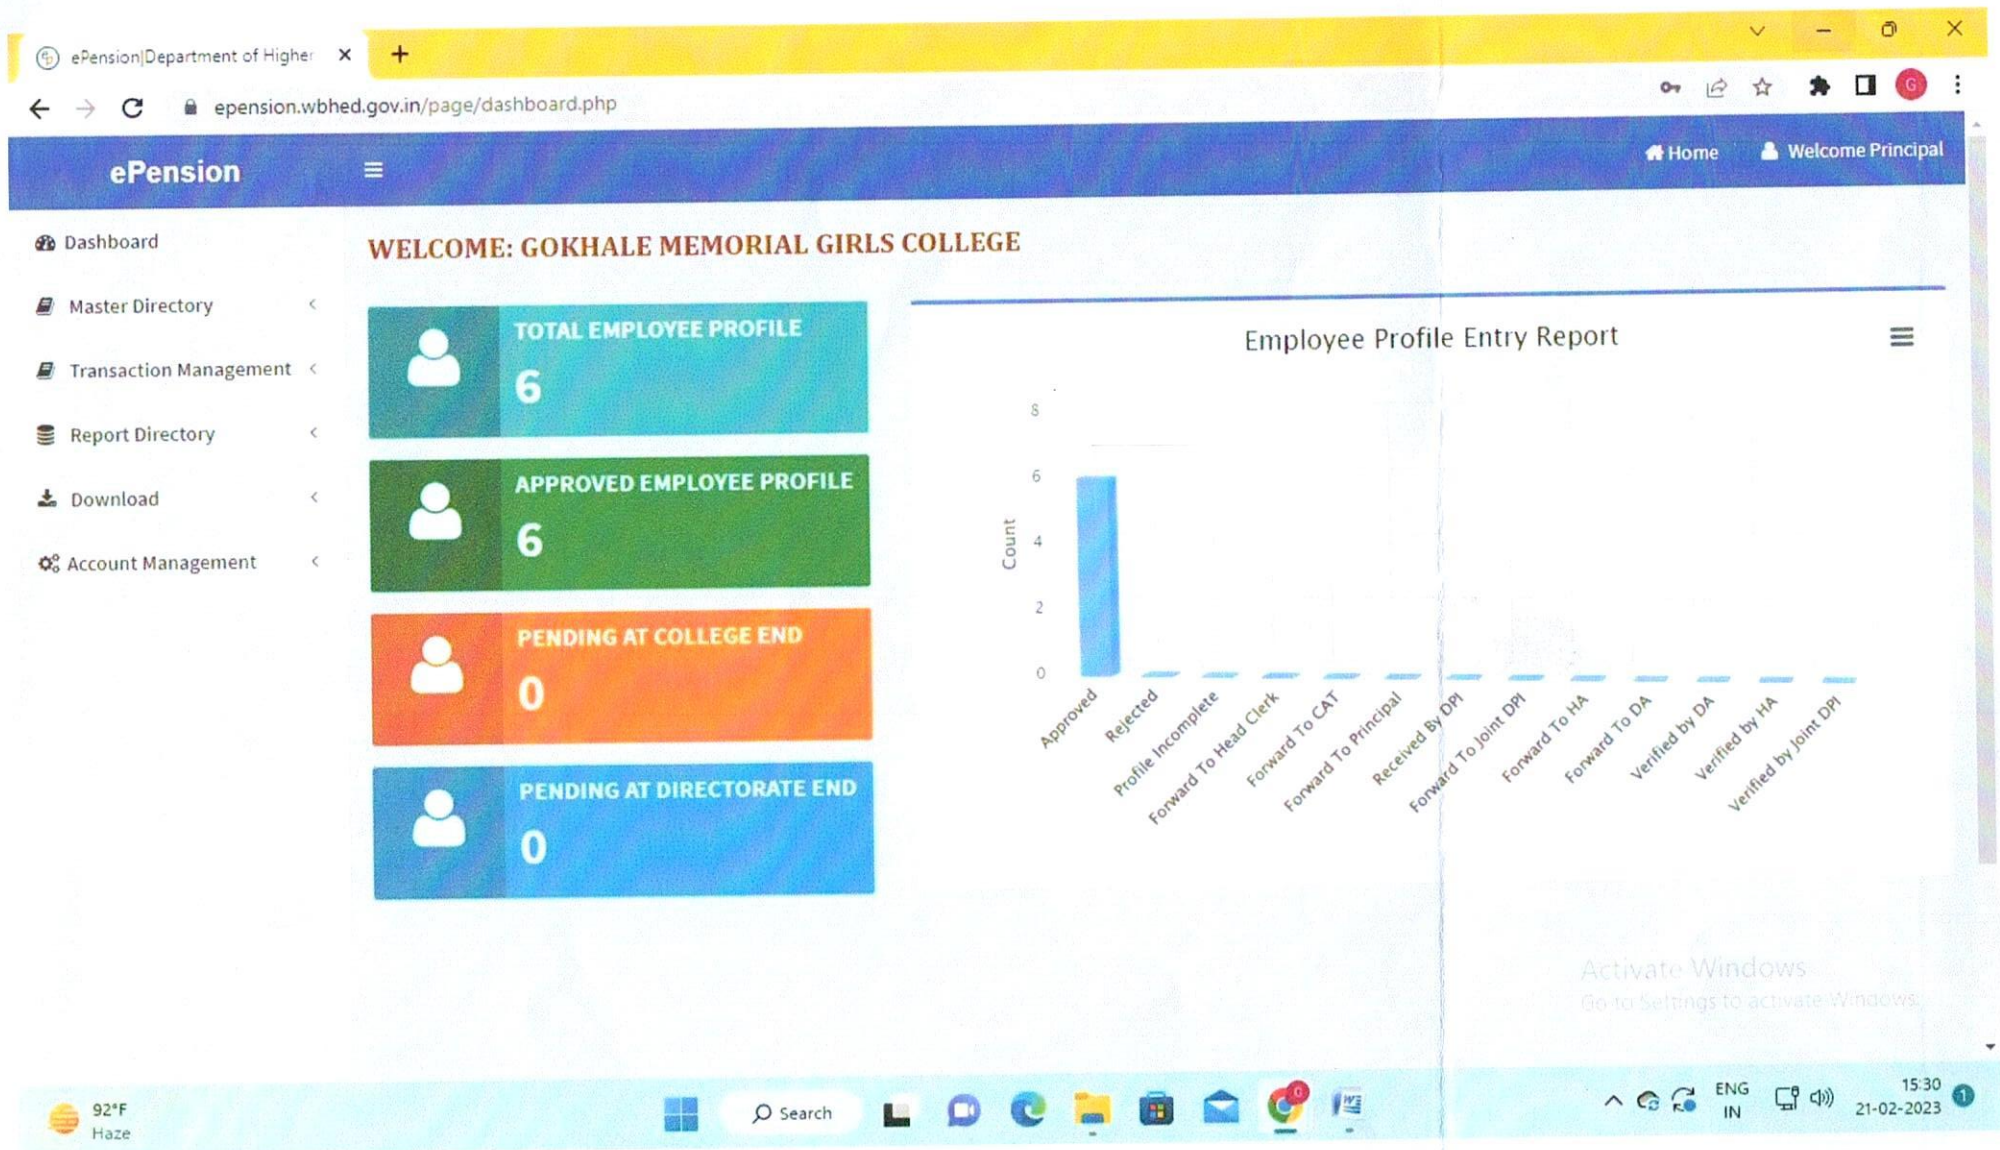 ePension|Department of Higher
epension.wbhed.gov.in/page/dashboard.php
G
ePension
Home
Welcome Principal
Dashboard
Master Directory
Transaction Management
Report Directory
Download
Account Management
WELCOME: GOKHALE MEMORIAL GIRLS COLLEGE
TOTAL EMPLOYEE PROFILE
6
APPROVED EMPLOYEE PROFILE
6
PENDING AT COLLEGE END
0
PENDING AT DIRECTORATE END
0
Employee Profile Entry Report
Count
8
6
4
2
0
Approved
Rejected
Profile Incomplete
Forward To Head Clerk
Forward To CAT
Forward To Principal
Received By DPI
Forward To Joint DPI
Forward To HA
Forward To DA
Verified by DA
Verified by HA
Verified by Joint DPI
Activate Windows
Go to Settings to activate Windows.
92°F
Haze
Search
ENG
IN
15:30
21-02-2023
1